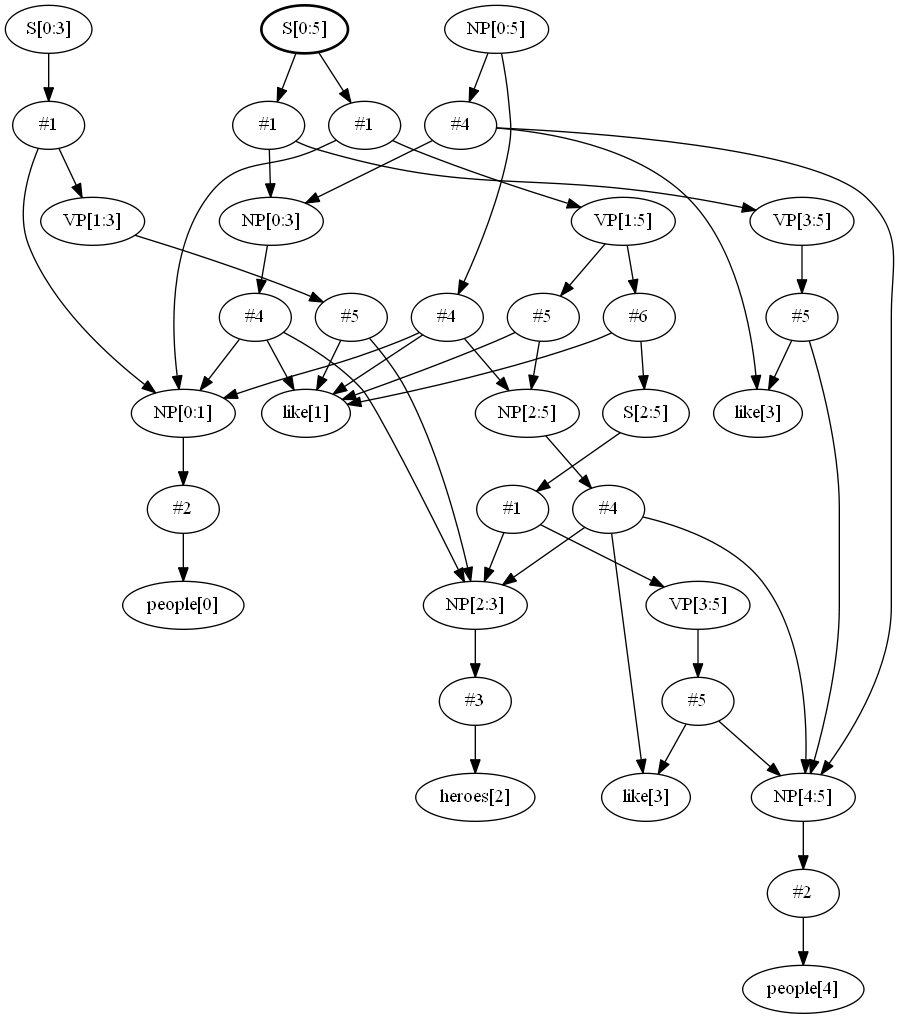 S[0:3] S[0:5] NP[0:5]
#1 #1 #1 #4
VP[1:3] NP[0:3] VP[1:5] VP[3:5]
#4 #5 #4 #5 #6 #5
NP[0:1] like[1] NP[2:5] S[2:5] like[3]
#2 #1 #4
people[0] NP[2:3] VP[3:5]
#3 #5
heroes[2] like[3] NP[4:5]
#2
people[4]